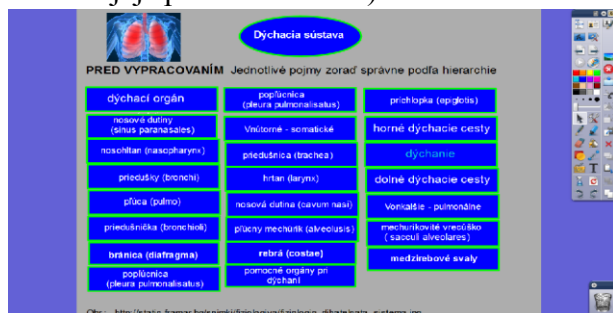 Dýchacia sústava
PRED VYPRACOVANÍM Jednotlivé pojmy zoraď správne podľa hierarchie
dýchací orgán
nosové dutiny
(sinus paranasales)
nosohltan (nasopharynx)
priedušky (bronchi)
pľúca (pulmo)
priedušnička (bronchioli)
bránica (diafragma)
popľúcnica
(pleura pulmonalisatus)
popľúcnica
(pleura pulmonalisatus)
Vnútorné - somatické
priedušnica (trachea)
hrtan (larynx)
nosová dutina (cavum nasi)
pľúcny mechúrik (alveolusis)
rebrá (costae)
pomocné orgány pri
dýchaní
príchlopka (epiglotis)
horné dýchacie cesty
dýchanie
dolné dýchacie cesty
Vonkajšie - pulmonálne
mechúrikovité vrecúško
( sacculi alveolares)
medzirebové svaly